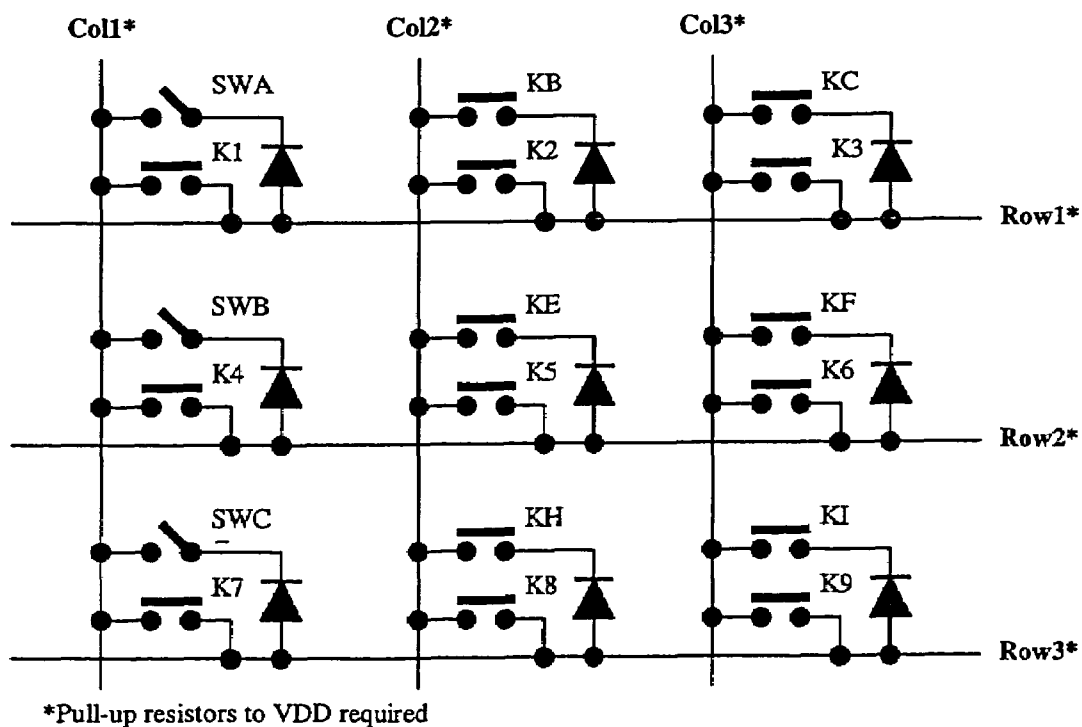 Col1* Col2* Col3*
SWA KB KC
K1 K2 K3
Row1*
SWB KE KF
K4 K5 K6
Row2*
SWC KH KI
K7 K8 K9
Row3*
*Pull-up resistors to VDD required